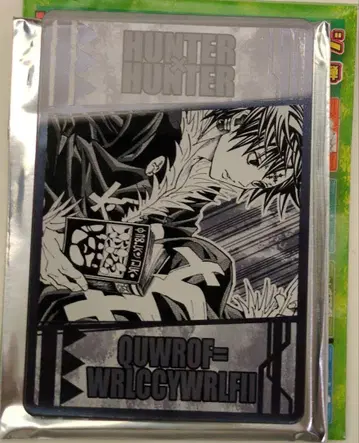 HUNTER
×
HUNTER
QUWROF=
WRLCCYWRLFII